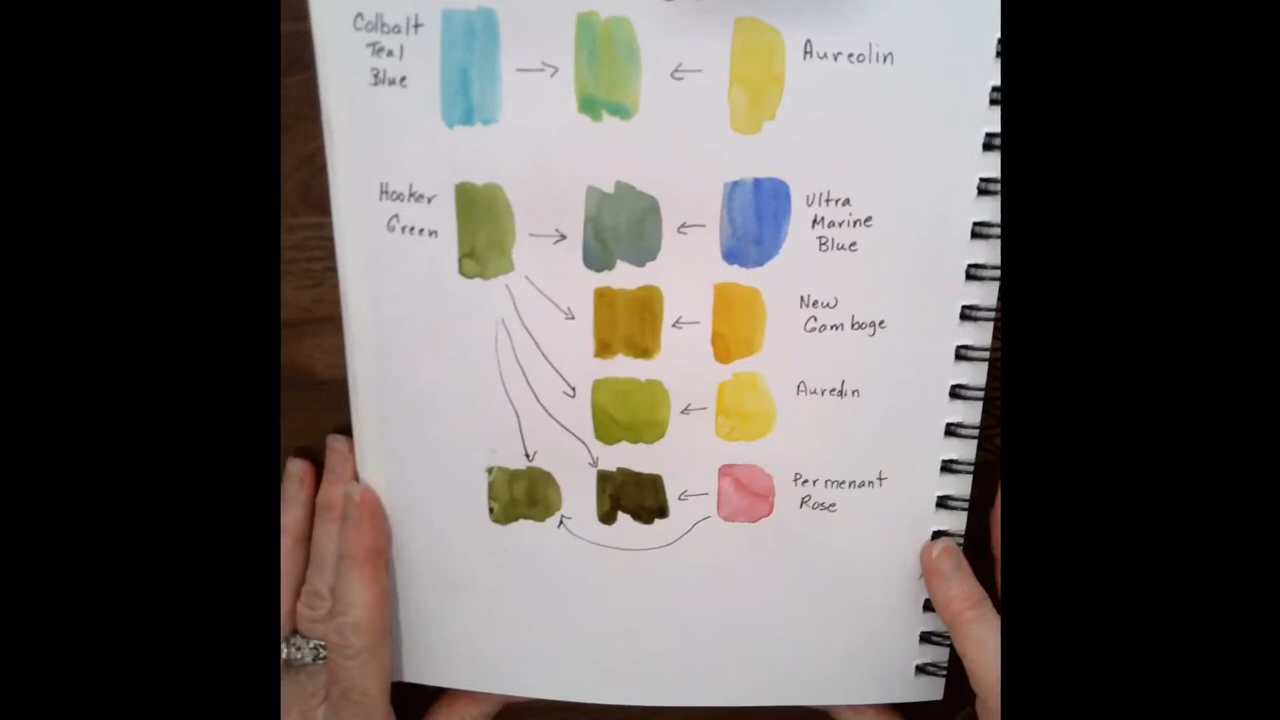 Colbalt
Teal
Blue
Aureolin
Hooker
Green
Ultra
Marine
Blue
New
Gamboge
Auredin
Permenant
Rose